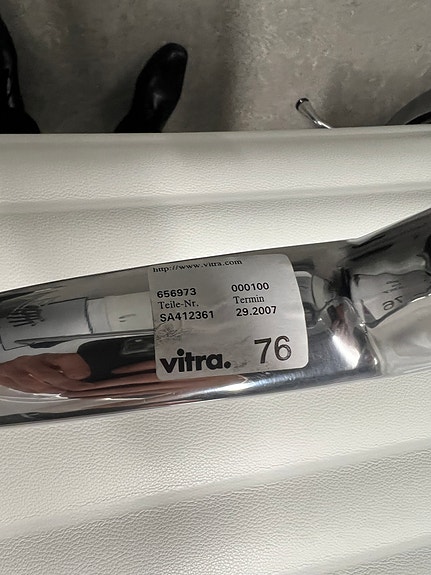 http://www.vitra.com
656973 000100
Teile-Nr. Termin
SA412361 29.2007
vitra. 76